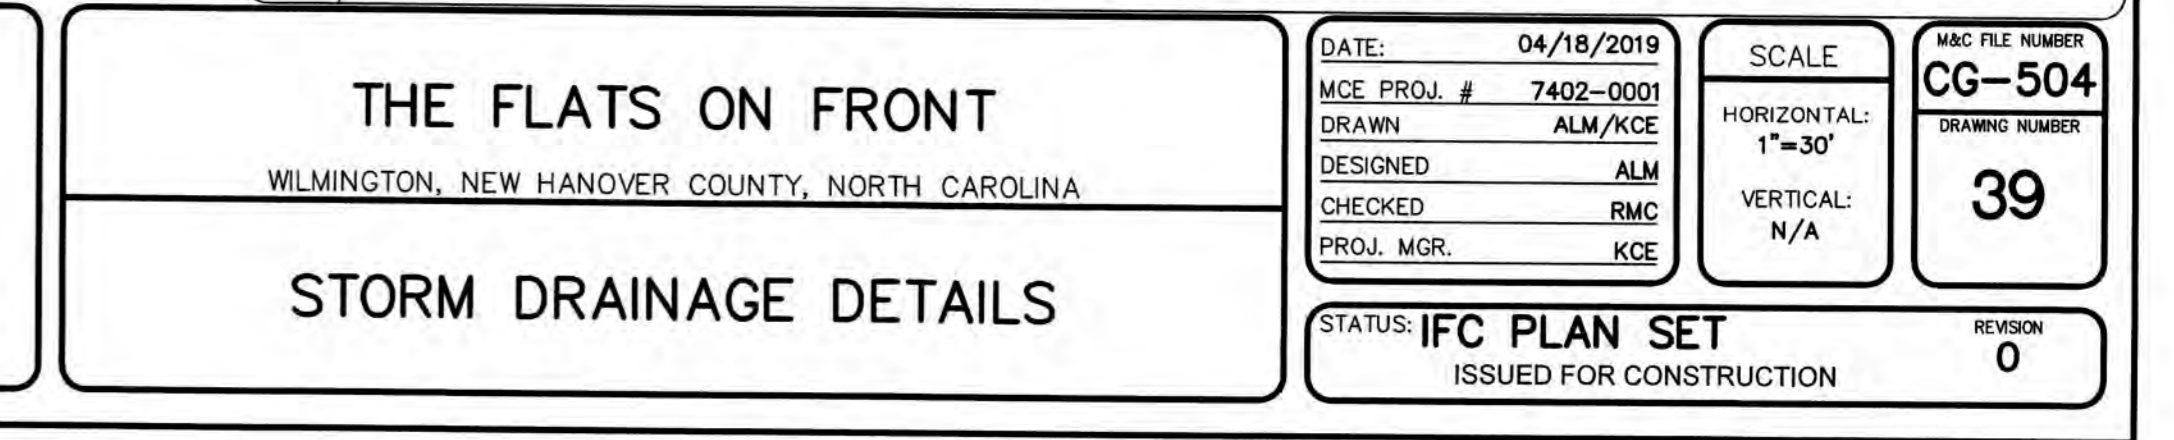 THE FLATS ON FRONT
WILMINGTON, NEW HANOVER COUNTY, NORTH CAROLINA
STORM DRAINAGE DETAILS
DATE: 04/18/2019
MCE PROJ. # 7402-0001
DRAWN ALM/KCE
DESIGNED ALM
CHECKED RMC
PROJ. MGR. KCE
SCALE
HORIZONTAL:
1"=30'
VERTICAL:
N/A
M&C FILE NUMBER
CG-504
DRAWING NUMBER
39
STATUS: IFC PLAN SET
ISSUED FOR CONSTRUCTION
REVISION
0